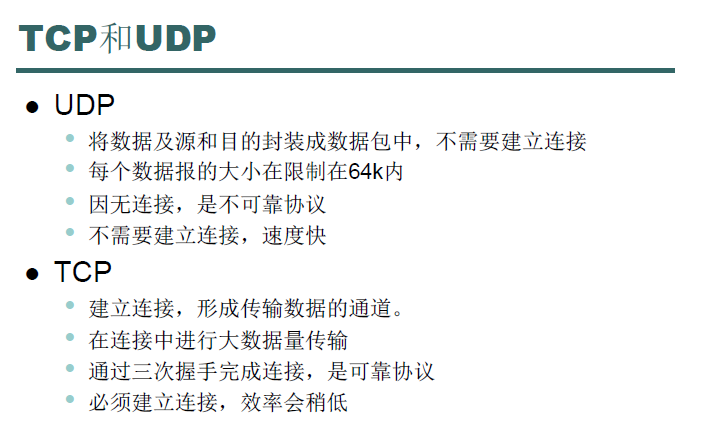 TCP和UDP
UDP
将数据及源和目的封装成数据包中，不需要建立连接
每个数据报的大小在限制在64k内
因无连接，是不可靠协议
不需要建立连接，速度快
TCP
建立连接，形成传输数据的通道。
在连接中进行大数据量传输
通过三次握手完成连接，是可靠协议
必须建立连接，效率会稍低